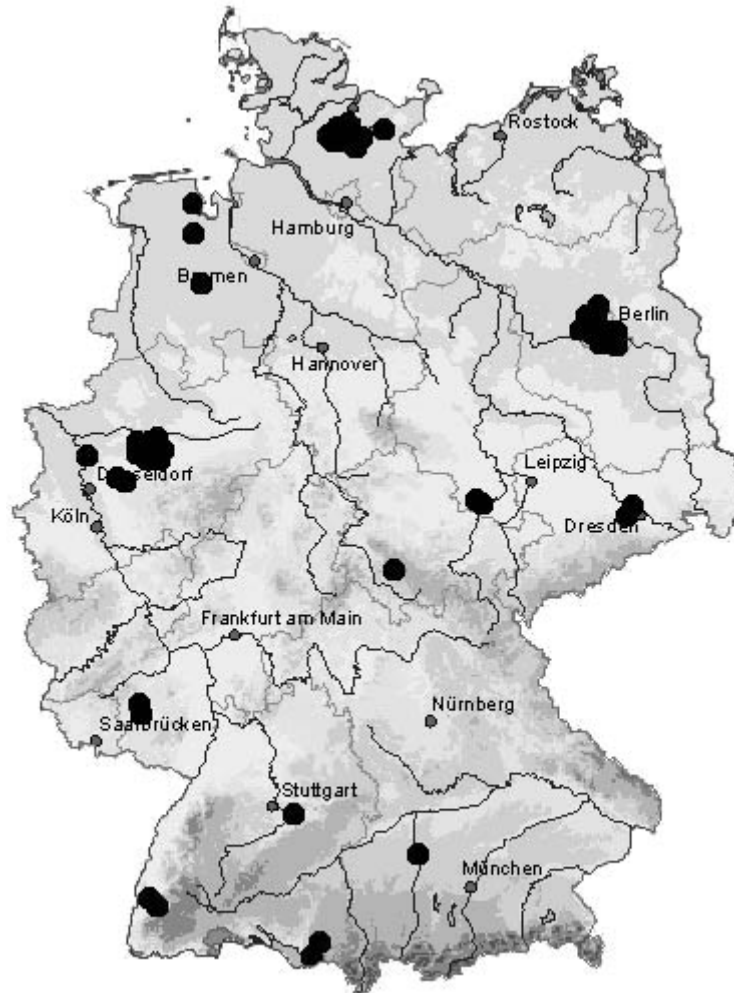 Rostock
Hamburg
Bremen
Berlin
Hannover
Düsseldorf
Leipzig
Köln
Dresden
Frankfurt am Main
Nürnberg
Saarbrücken
Stuttgart
München